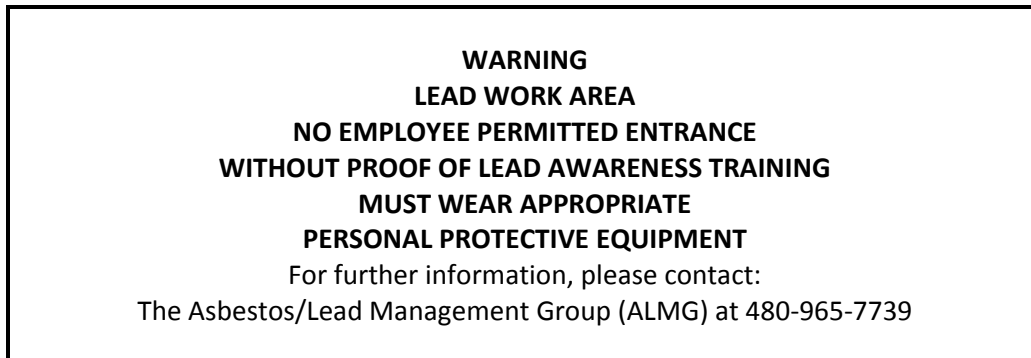 WARNING
LEAD WORK AREA
NO EMPLOYEE PERMITTED ENTRANCE
WITHOUT PROOF OF LEAD AWARENESS TRAINING
MUST WEAR APPROPRIATE
PERSONAL PROTECTIVE EQUIPMENT
For further information, please contact:
The Asbestos/Lead Management Group (ALMG) at 480-965-7739